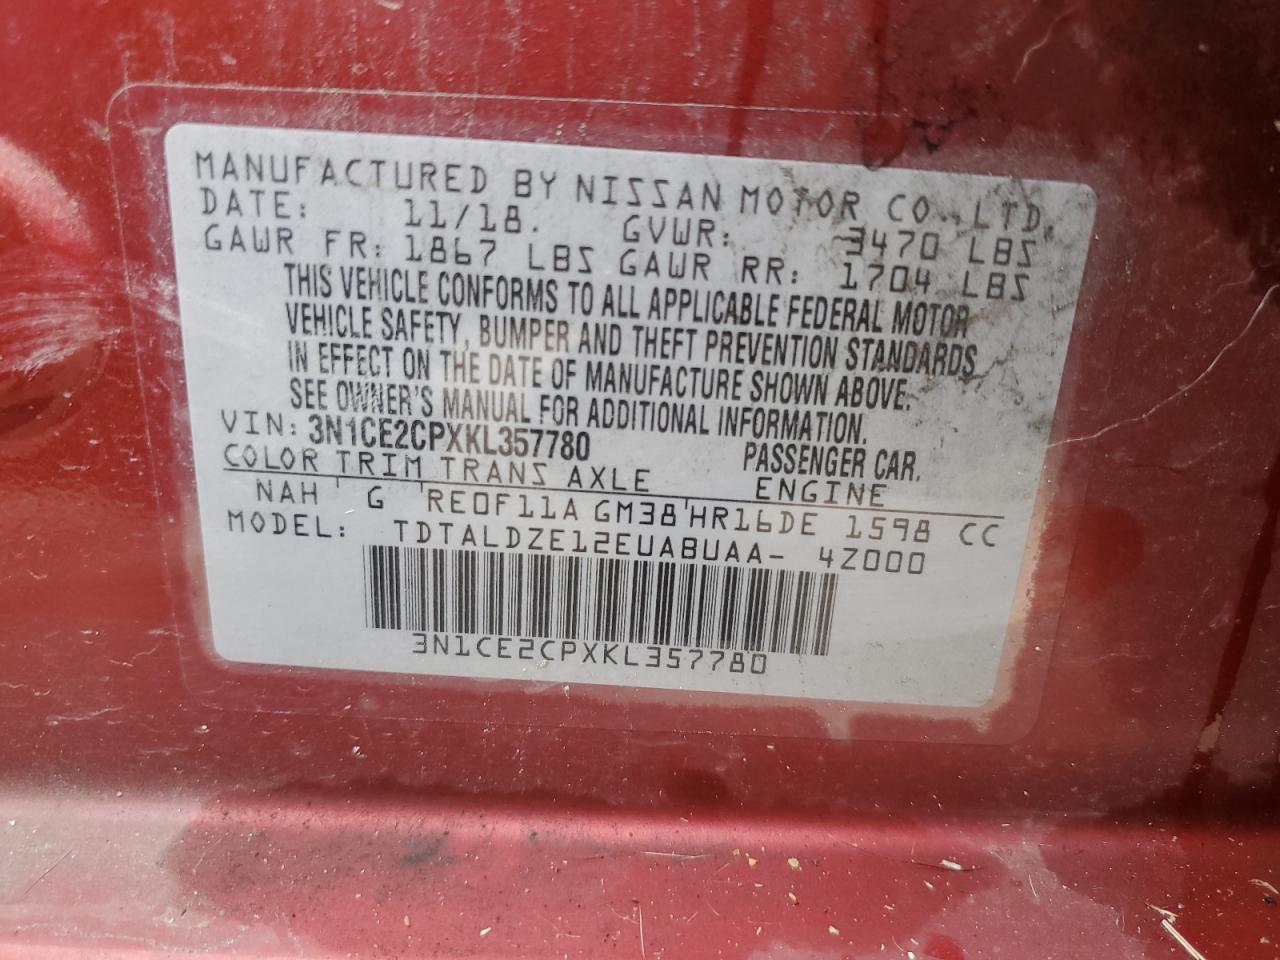 MANUFACTURED BY NISSAN MOTOR CO., LTD.
DATE: 11/18. GVWR: 3470 LBS
GAWR FR: 1867 LBS GAWR RR: 1704 LBS
THIS VEHICLE CONFORMS TO ALL APPLICABLE FEDERAL MOTOR
VEHICLE SAFETY, BUMPER AND THEFT PREVENTION STANDARDS
IN EFFECT ON THE DATE OF MANUFACTURE SHOWN ABOVE.
SEE OWNER'S MANUAL FOR ADDITIONAL INFORMATION.
VIN: 3N1CE2CPXKL357780 PASSENGER CAR.
COLOR TRIM TRANS AXLE ENGINE
NAH G RE0F11A GM38 HR16DE 1598 CC
MODEL: TDTALDZE12EUABUAA- 4Z000
3N1CE2CPXKL357780